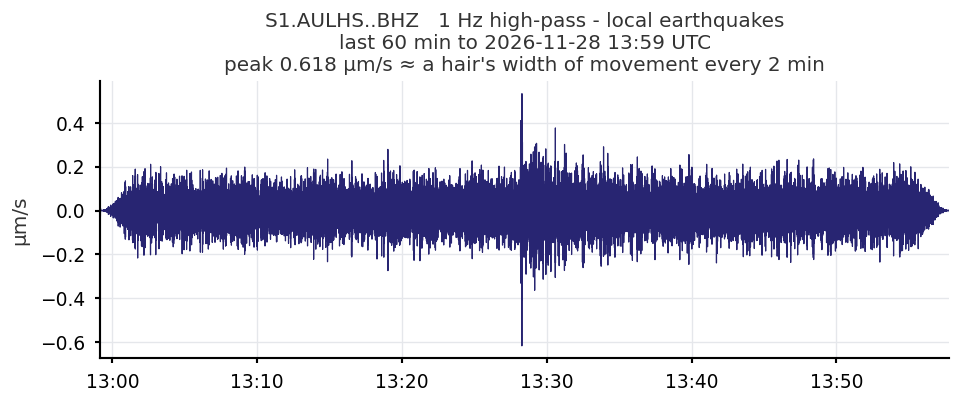 S1.AULHS..BHZ   1 Hz high-pass - local earthquakes
last 60 min to 2026-11-28 13:59 UTC
peak 0.618 µm/s ≈ a hair's width of movement every 2 min
µm/s
0.4
0.2
0.0
−0.2
−0.4
−0.6
13:00 13:10 13:20 13:30 13:40 13:50